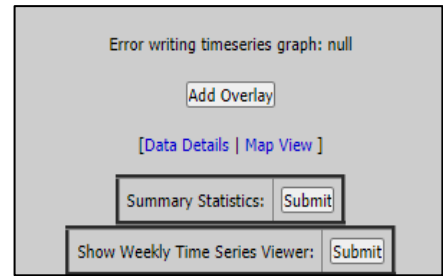 Error writing timeseries graph: null
Add Overlay
[Data Details | Map View ]
Summary Statistics: Submit
Show Weekly Time Series Viewer: Submit